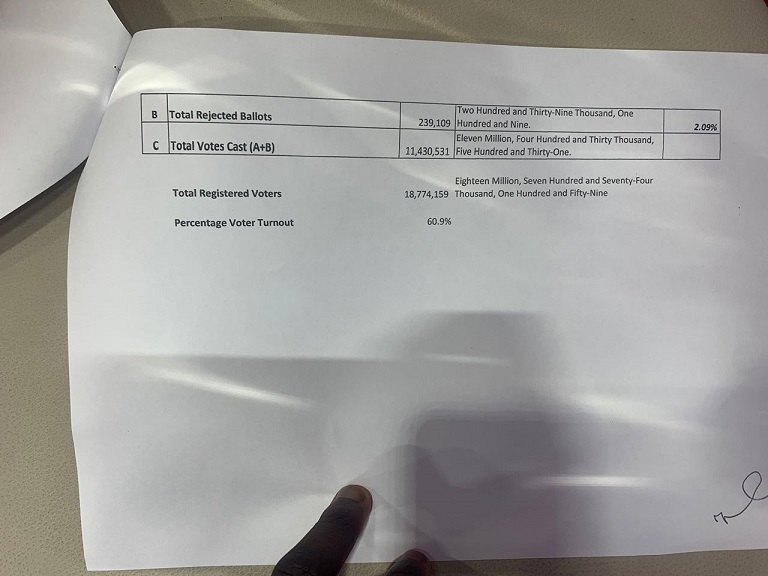 B Total Rejected Ballots 239,109 Two Hundred and Thirty-Nine Thousand, One
Hundred and Nine. 2.09%
C Total Votes Cast (A+B) 11,430,531 Eleven Million, Four Hundred and Thirty Thousand,
Five Hundred and Thirty-One.
Total Registered Voters 18,774,159 Eighteen Million, Seven Hundred and Seventy-Four
Thousand, One Hundred and Fifty-Nine
Percentage Voter Turnout 60.9%